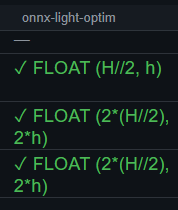 onnx-light-optim
—
✓ FLOAT (H//2, h)
✓ FLOAT (2*(H//2),
2*h)
✓ FLOAT (2*(H//2),
2*h)